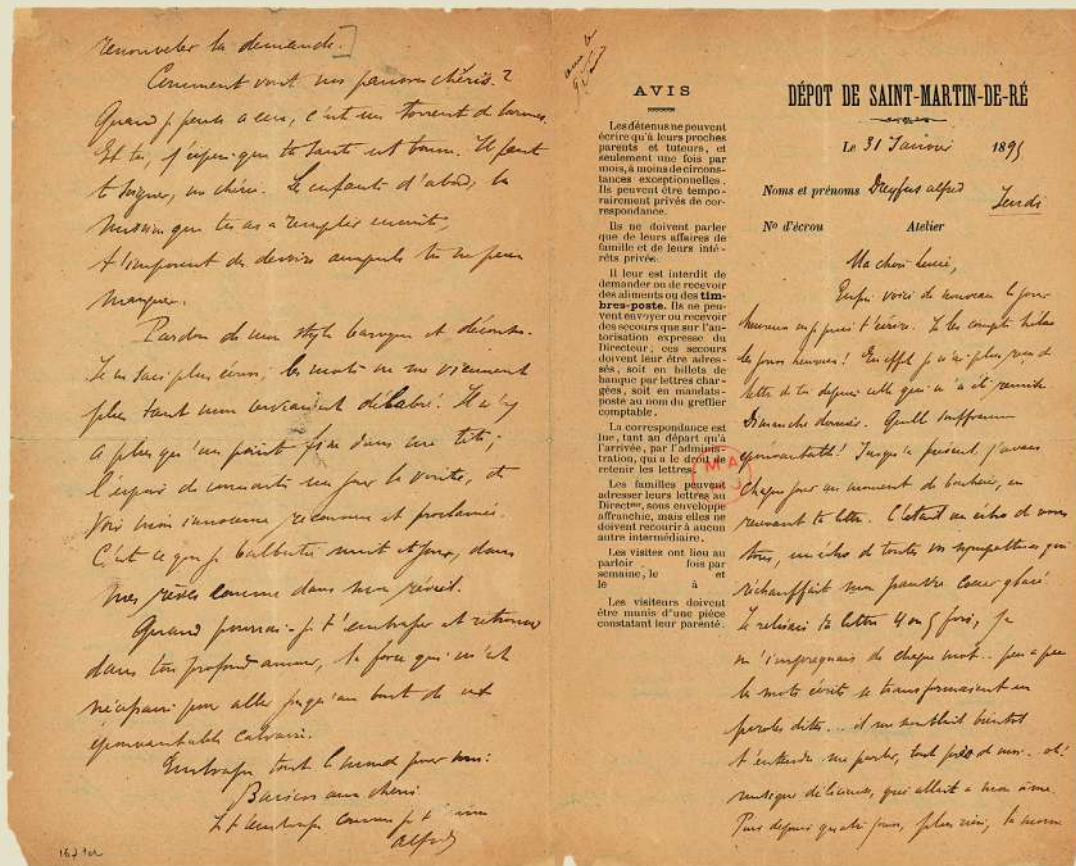 renouveler la demande.]
Comment vont nos pauvres chéris ?
Quand je pense à eux, c'est un torrent de larmes.
Et toi, j'espère que ta santé est bonne. Il faut
te soigner, ma chérie. Les enfants d'abord, la
mission que tu as à remplir ensuite,
t'imposent des devoirs auxquels tu ne peux
manquer.
Pardon de mon style baroque et décousu.
Je ne sais plus écrire, les mots ne me viennent
plus tant mon cerveau est délabré. Il n'y
a plus qu'un point fixe dans ma tête ;
l'espoir de connaître un jour la vérité, de
voir mon innocence reconnue et proclamée.
C'est ce que je balbutie nuit et jour, dans
mes rêves comme dans mon réveil.
Quand pourrai-je t'embrasser et retrouver
dans ton profond amour, la force qui m'est
nécessaire pour aller jusqu'au bout de cet
épouvantable calvaire.
Embrasse tout le monde pour moi.
Baisers aux chéris
Je t'embrasse comme je t'aime
Alfred
AVIS
Les détenus ne peuvent
écrire qu'à leurs proches
parents et tuteurs, et
seulement une fois par
mois, à moins de circons-
tances exceptionnelles.
Ils peuvent être tempo-
rairement privés de cor-
respondance.
Ils ne doivent parler
que de leurs affaires de
famille et de leurs inté-
rêts privés.
Il leur est interdit de
demander ou de recevoir
des aliments ou des tim-
bres-poste. Ils ne peu-
vent envoyer ou recevoir
des secours que sur l'au-
torisation expresse du
Directeur ; ces secours
doivent leur être adres-
sés, soit en billets de
banque par lettres char-
gées, soit en mandats-
poste au nom du greffier
comptable.
La correspondance est
lue, tant au départ qu'à
l'arrivée, par l'adminis-
tration, qui a le droit de
retenir les lettres.
Les familles peuvent
adresser leurs lettres au
Directeur, sous enveloppe
affranchie, mais elles ne
doivent recourir à aucun
autre intermédiaire.
Les visites ont lieu au
parloir fois par
semaine, le et
le à
Les visiteurs doivent
être munis d'une pièce
constatant leur parenté.
DÉPOT DE SAINT-MARTIN-DE-RÉ
Le 31 Janvier 1895
Noms et prénoms Dreyfus alfred
Jeudi
No d'écrou Atelier
Ma chère Lucie,
Enfin voici de nouveau le jour
heureux où je puis t'écrire. Je les compte hélas
les jours heureux ! En effet je n'ai plus reçu de
lettre de toi depuis celle qui m'a été remise
Dimanche dernier. Quelle souffrance
épouvantable ! Jusqu'à présent, j'avais
chaque jour un moment de bonheur, en
recevant ta lettre. C'était un écho de vous
tous, un écho de toutes vos sympathies qui
réchauffait mon pauvre cœur glacé.
Je relisais ta lettre 4 ou 5 fois, je
m'imprégnais de chaque mot.. peu à peu
les mots écrits se transformaient en
paroles dites... il me semblait bientôt
t'entendre me parler, tout près de moi.. oh !
musique délicieuse, qui allait à mon âme.
Puis depuis quatre jours, plus rien, la morne